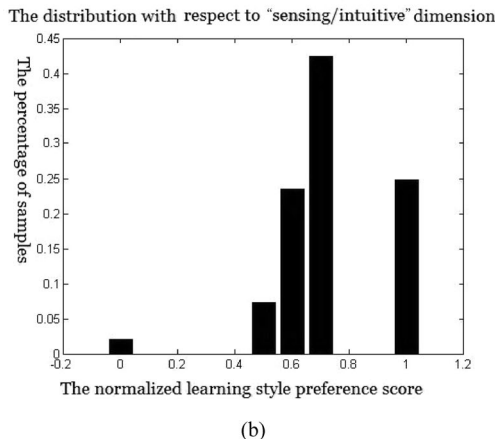 The distribution with respect to “sensing/intuitive” dimension
The percentage of samples
0.45
0.4
0.35
0.3
0.25
0.2
0.15
0.1
0.05
0
-0.2 0 0.2 0.4 0.6 0.8 1 1.2
The normalized learning style preference score
(b)